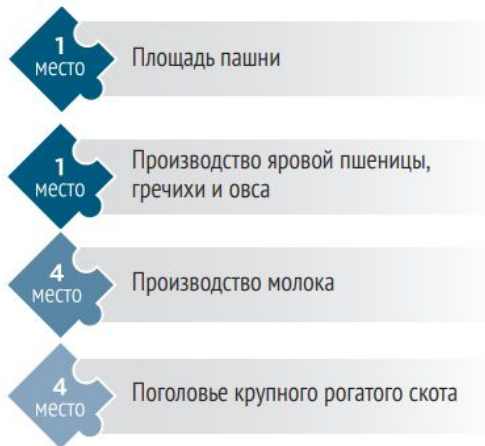 1
место
Площадь пашни
1
место
Производство яровой пшеницы,
гречихи и овса
4
место
Производство молока
4
место
Поголовье крупного рогатого скота